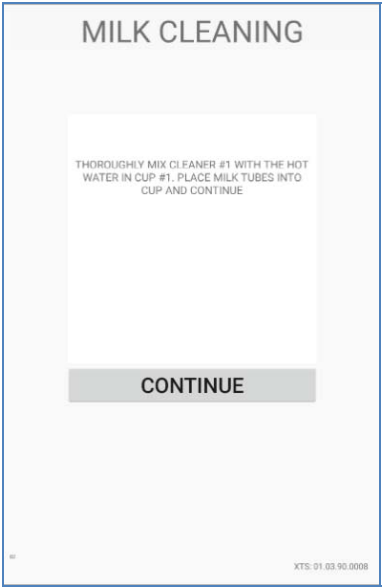 MILK CLEANING
THOROUGHLY MIX CLEANER #1 WITH THE HOT
WATER IN CUP #1. PLACE MILK TUBES INTO
CUP AND CONTINUE
CONTINUE
XTS: 01.03.90.0008